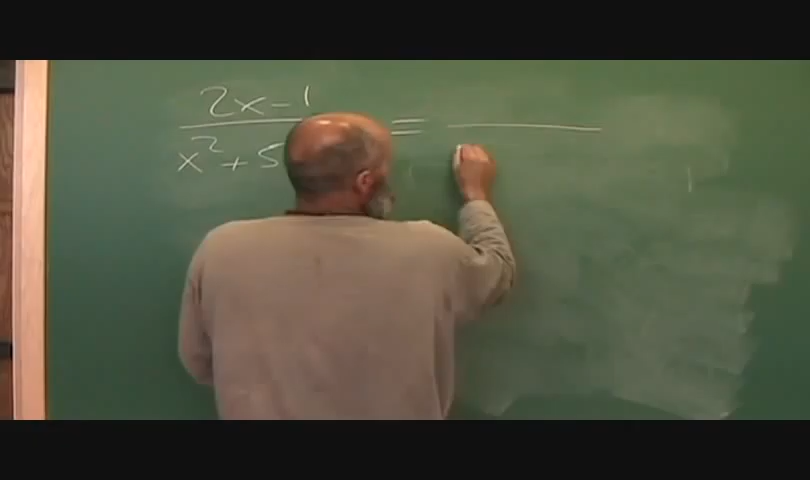 2x-1
=
x²+5